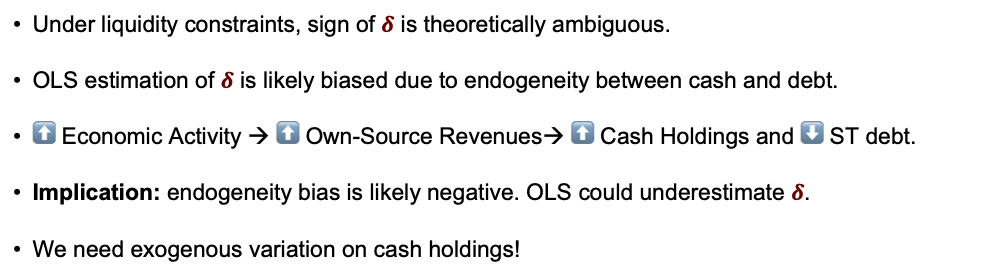 • Under liquidity constraints, sign of δ is theoretically ambiguous.
• OLS estimation of δ is likely biased due to endogeneity between cash and debt.
• ⬆️ Economic Activity → ⬆️ Own-Source Revenues→ ⬆️ Cash Holdings and ⬇️ ST debt.
• Implication: endogeneity bias is likely negative. OLS could underestimate δ.
• We need exogenous variation on cash holdings!